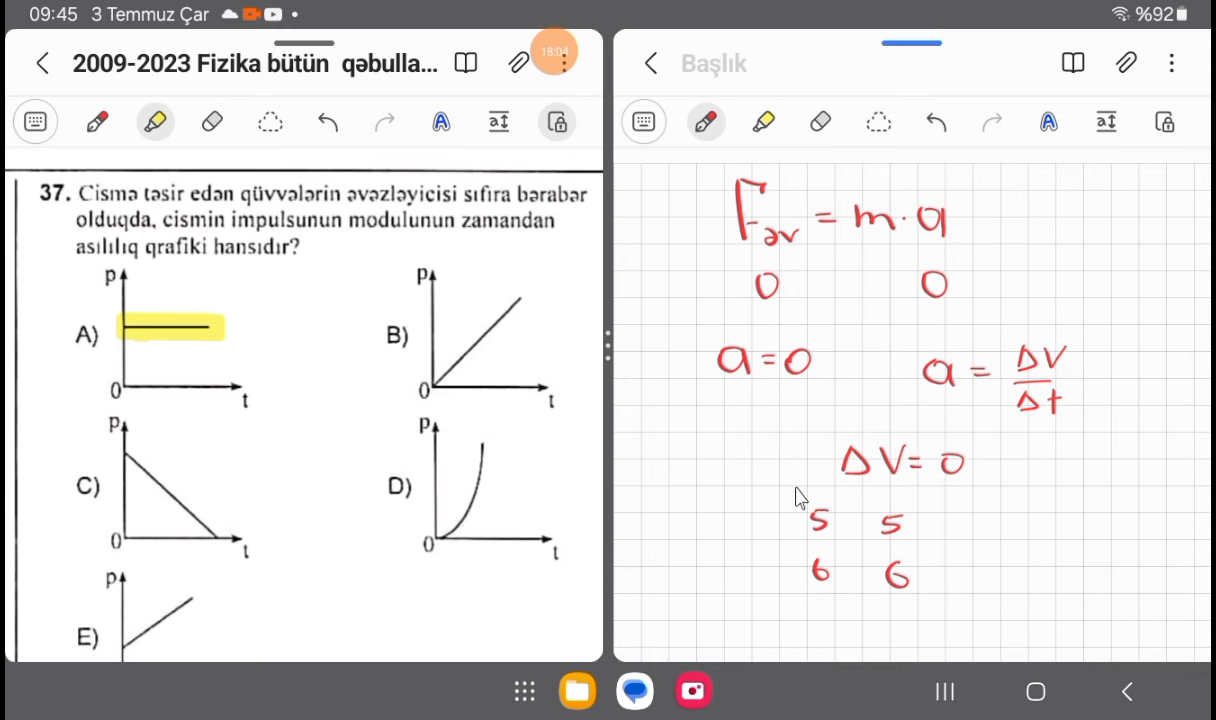 09:45 3 Temmuz Çar
%92
2009-2023 Fizika bütün qəbulla...
18:04
Başlık
37. Cismə təsir edən qüvvələrin əvəzləyicisi sıfıra bərabər
olduqda, cismin impulsunun modulunun zamandan
asılılıq qrafiki hansıdır?
A) P 0 t
B) P 0 t
C) P 0 t
D) P 0 t
E) P
Fəv = m · a
0 0
a = 0
a = ΔV/Δt
ΔV = 0
5 5
6 6